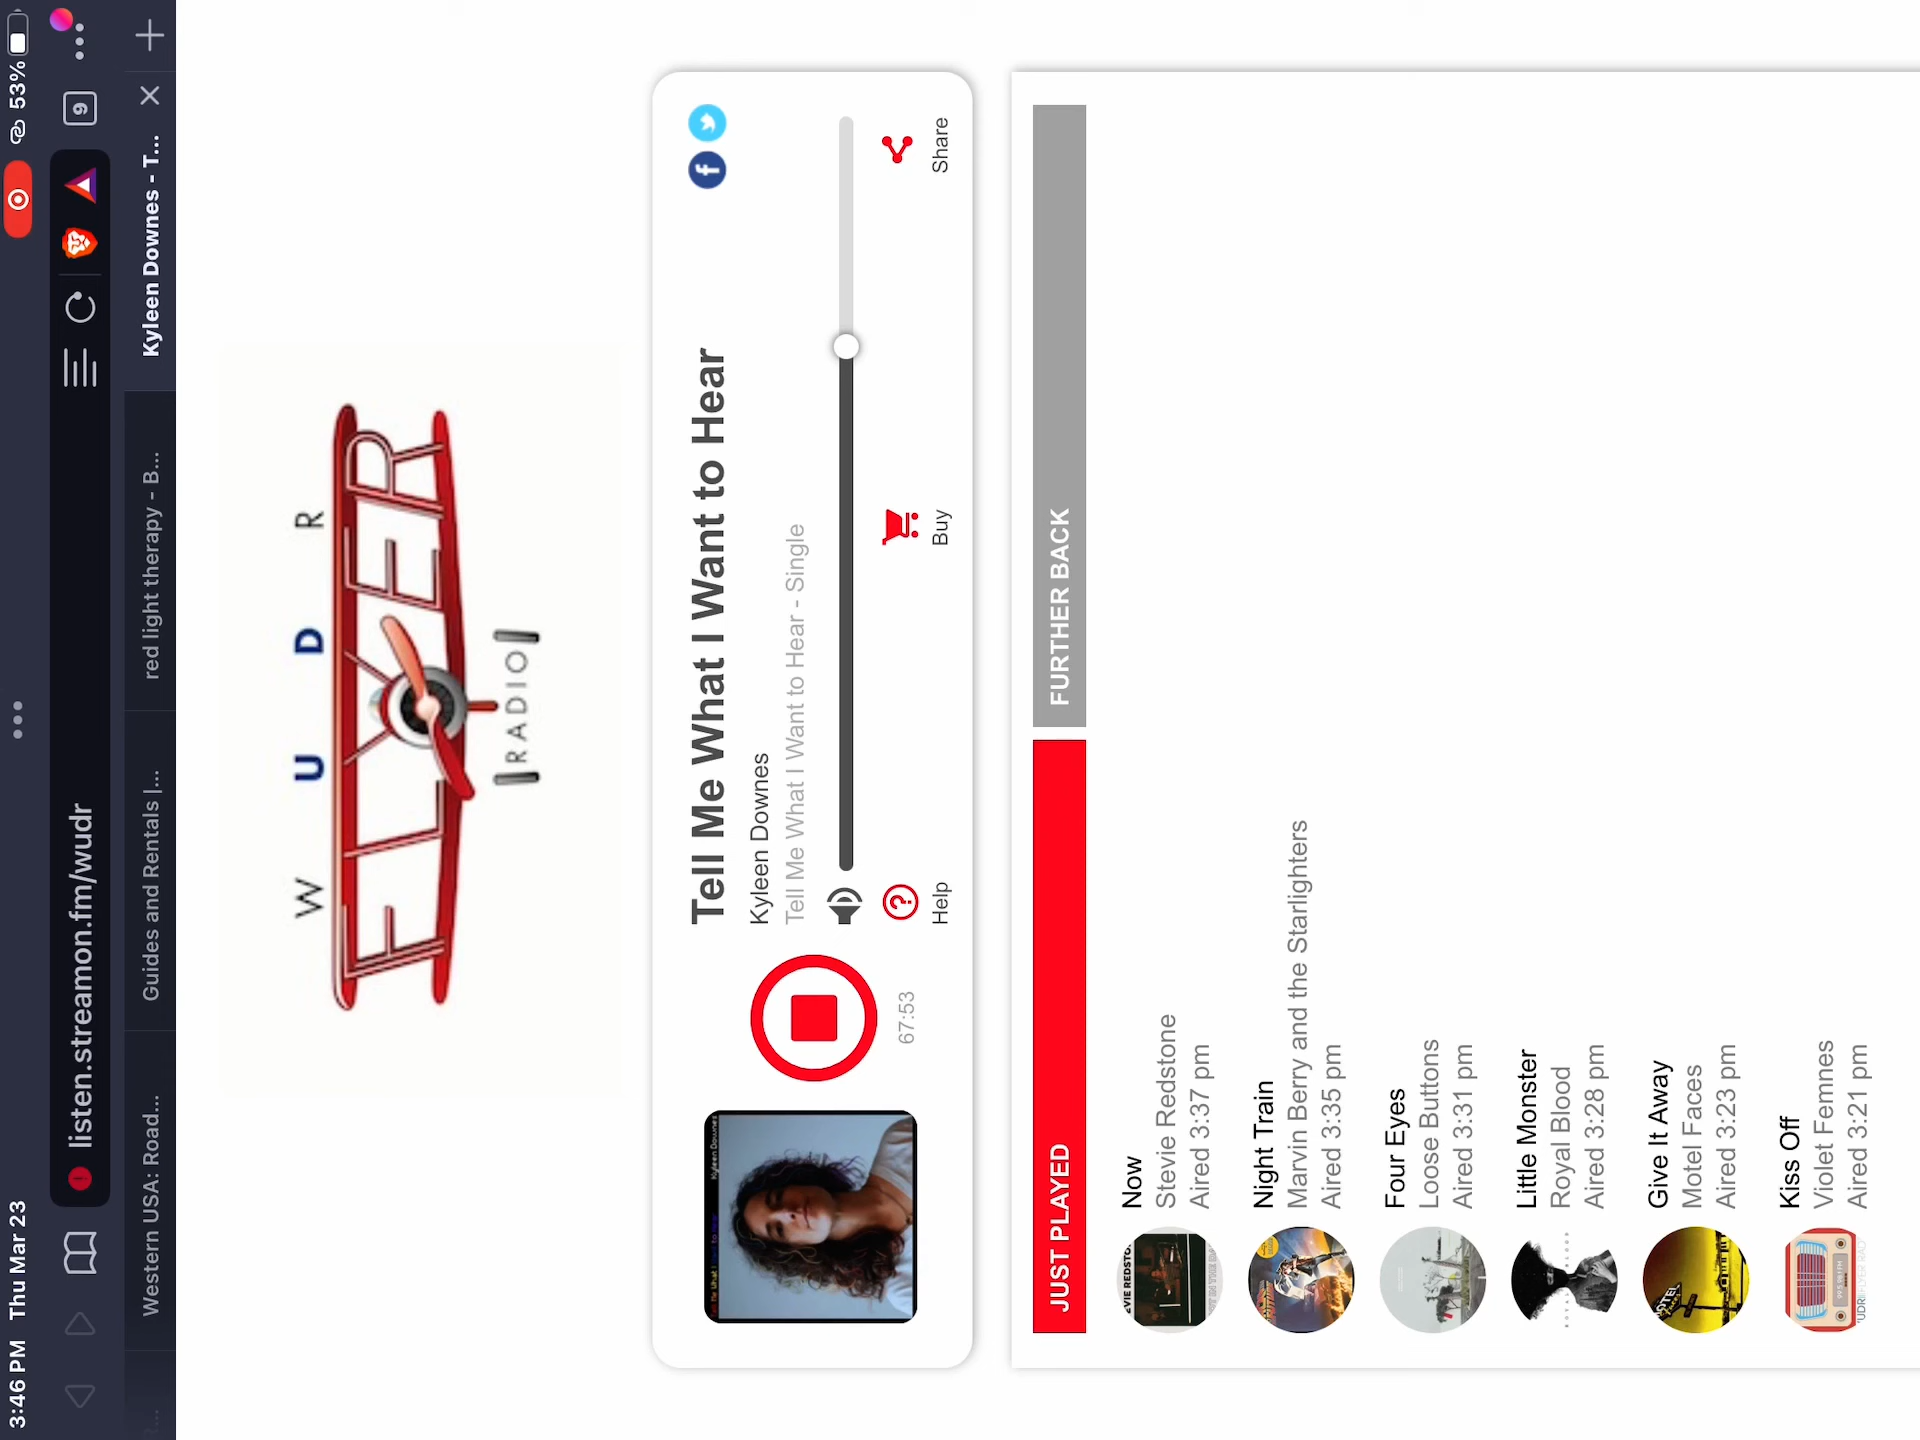 3:46 PM Thu Mar 23
53%
listen.streamon.fm/wudr
9
Western USA: Road...
Guides and Rentals |...
red light therapy - B...
Kyleen Downes - T...
W U D R
FLYER
RADIO
Tell Me What I Want to Hear
Kyleen Downes
Tell Me What I Want to Hear - Single
67:53
Help
Buy
Share
JUST PLAYED
FURTHER BACK
Now
Stevie Redstone
Aired 3:37 pm
Night Train
Marvin Berry and the Starlighters
Aired 3:35 pm
Four Eyes
Loose Buttons
Aired 3:31 pm
Little Monster
Royal Blood
Aired 3:28 pm
Give It Away
Motel Faces
Aired 3:23 pm
Kiss Off
Violet Femnes
Aired 3:21 pm